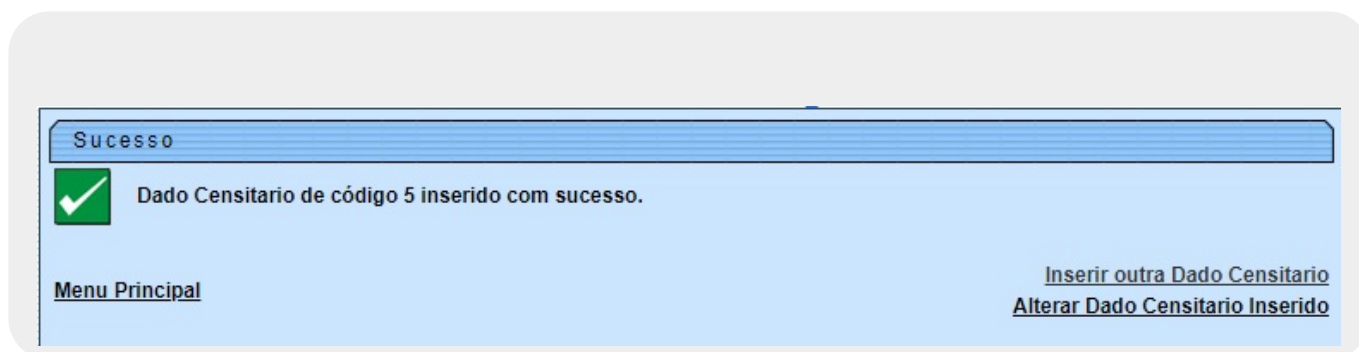 Sucesso
Dado Censitario de código 5 inserido com sucesso.
Inserir outra Dado Censitario
Menu Principal
Alterar Dado Censitario Inserido